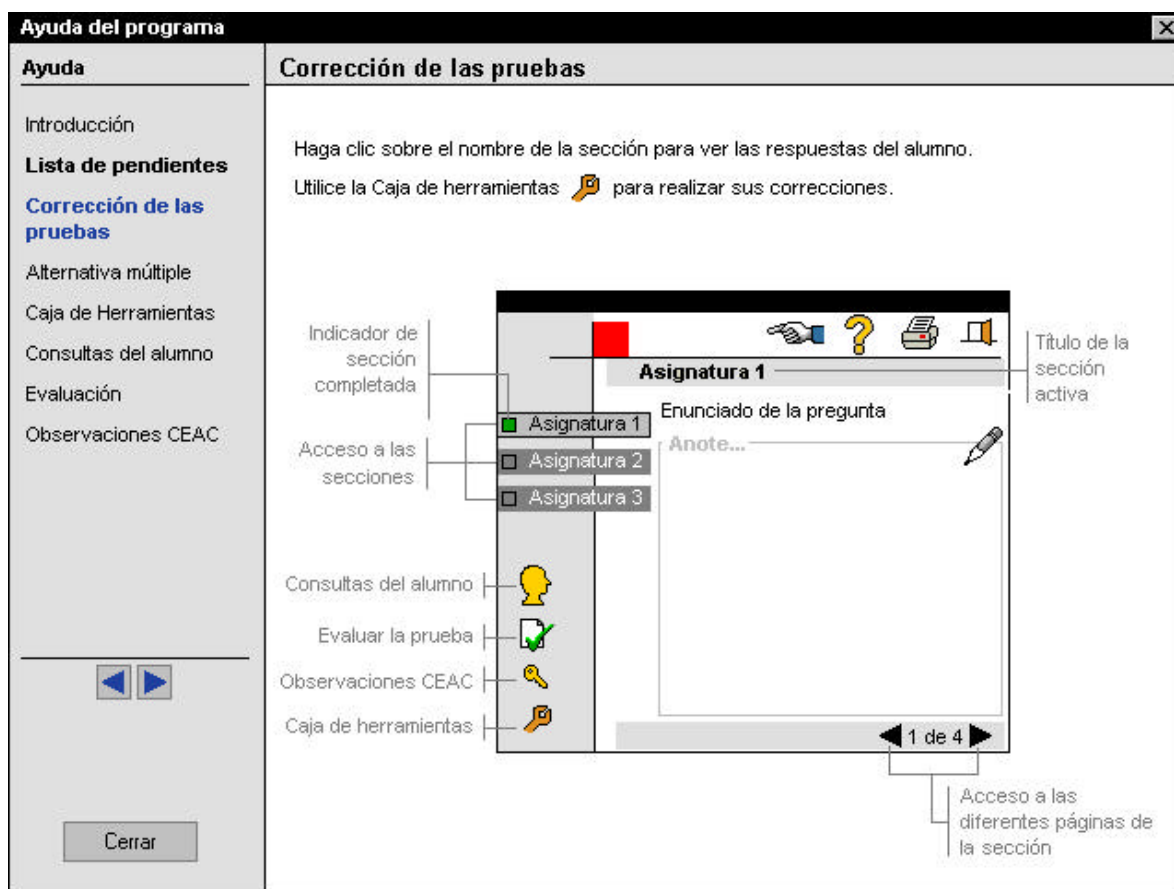 Ayuda del programa
Ayuda
Introducción
Lista de pendientes
Corrección de las
pruebas
Alternativa múltiple
Caja de Herramientas
Consultas del alumno
Evaluación
Observaciones CEAC
Cerrar
Corrección de las pruebas
Haga clic sobre el nombre de la sección para ver las respuestas del alumno.
Utilice la Caja de herramientas para realizar sus correcciones.
Indicador de
sección
completada
Acceso a las
secciones
Consultas del alumno
Evaluar la prueba
Observaciones CEAC
Caja de herramientas
Asignatura 1
Asignatura 2
Asignatura 3
Asignatura 1
Enunciado de la pregunta
Anote...
1 de 4
Título de la
sección
activa
Acceso a las
diferentes páginas de
la sección